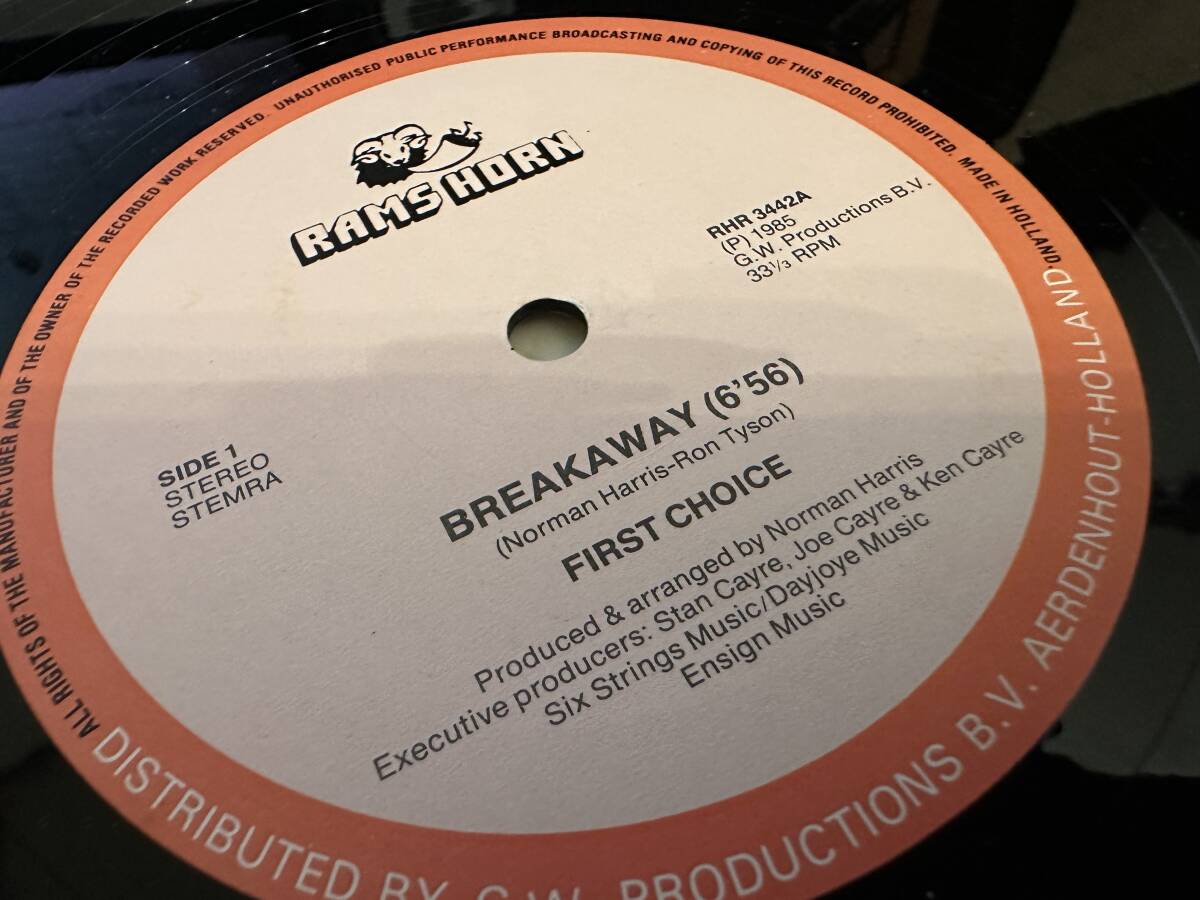 ALL RIGHTS OF THE MANUFACTURER AND OF THE OWNER OF THE RECORDED WORK RESERVED. UNAUTHORISED PUBLIC PERFORMANCE BROADCASTING AND COPYING OF THIS RECORD PROHIBITED. MADE IN HOLLAND.
RAMS HORN
RHR 3442A
(P) 1985
G.W. Productions B.V.
33 1/3 RPM
SIDE 1
STEREO
STEMRA
BREAKAWAY (6'56)
(Norman Harris-Ron Tyson)
FIRST CHOICE
Produced & arranged by Norman Harris
Executive producers: Stan Cayre, Joe Cayre & Ken Cayre
Six Strings Music/Dayjoye Music
Ensign Music
DISTRIBUTED BY G.W. PRODUCTIONS B.V. AERDENHOUT-HOLLAND